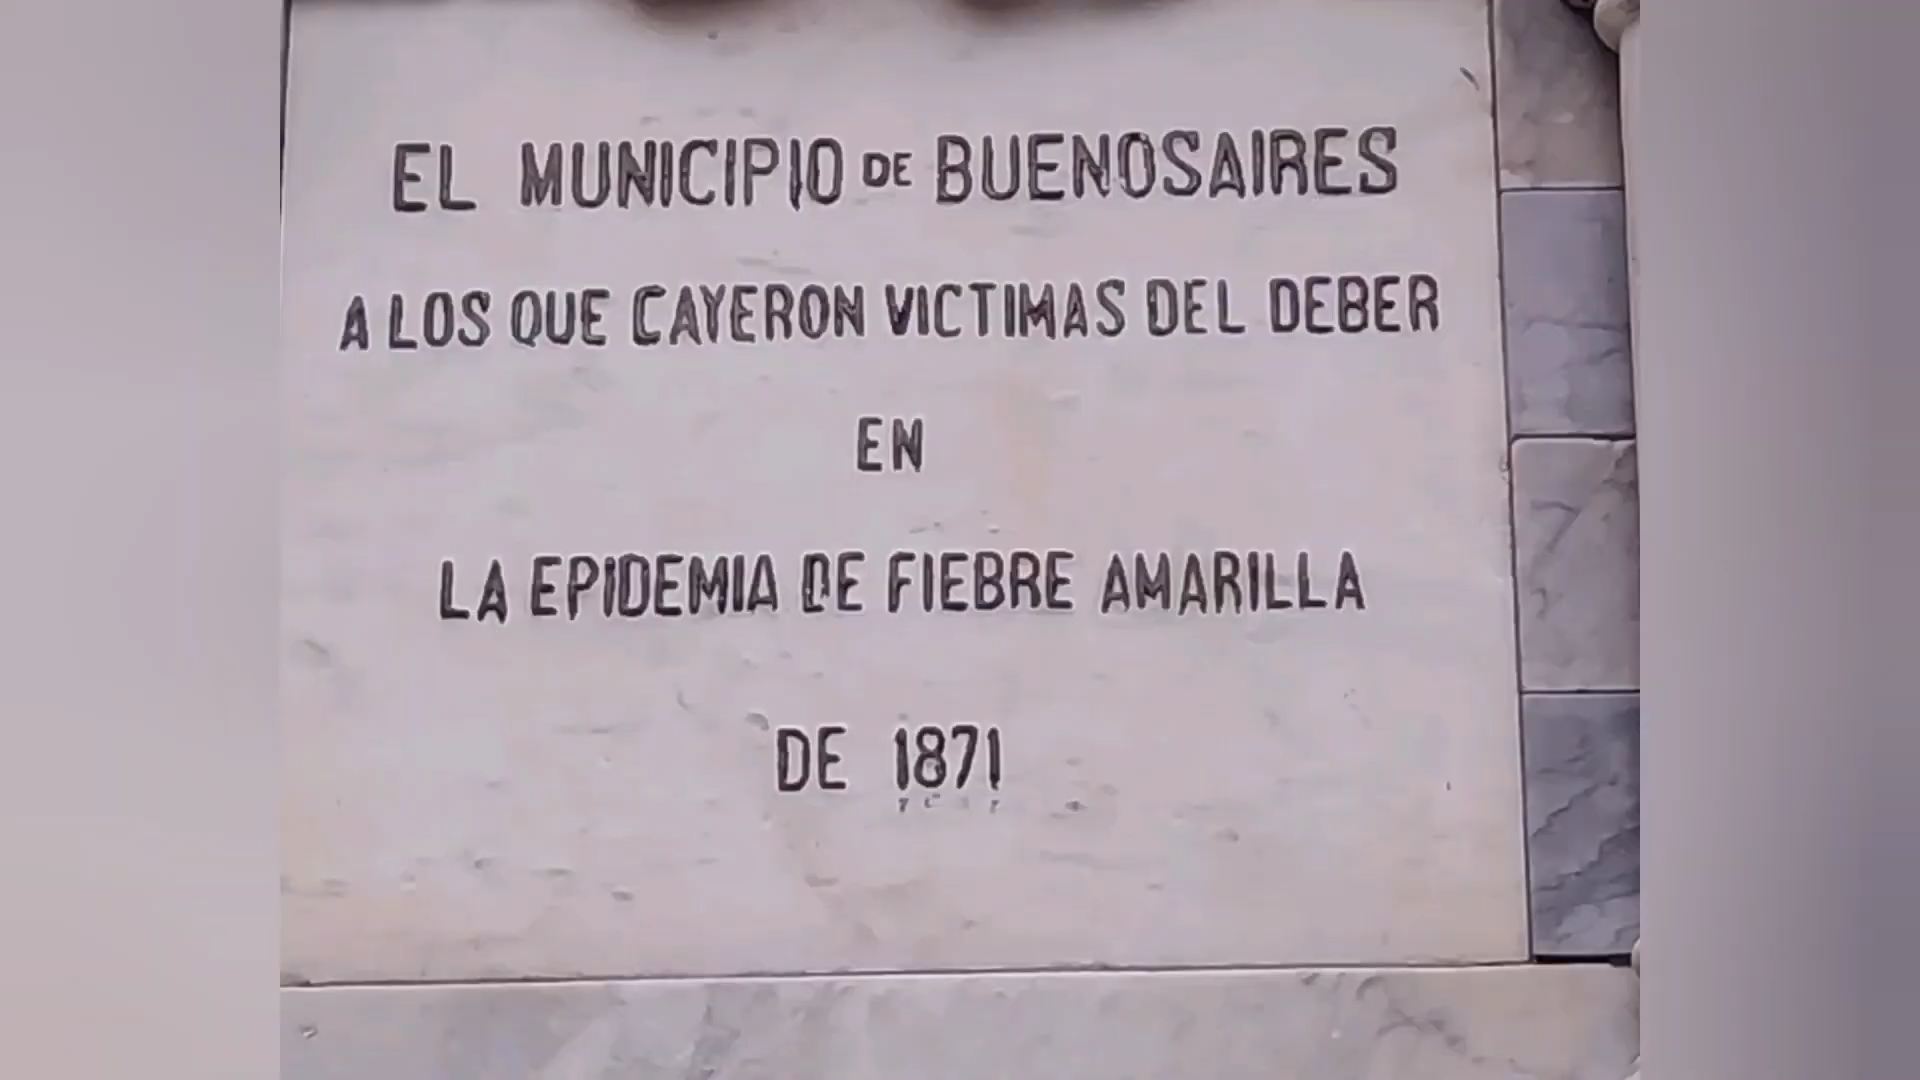 EL MUNICIPIO DE BUENOSAIRES
A LOS QUE CAYERON VICTIMAS DEL DEBER
EN
LA EPIDEMIA DE FIEBRE AMARILLA
DE 1871